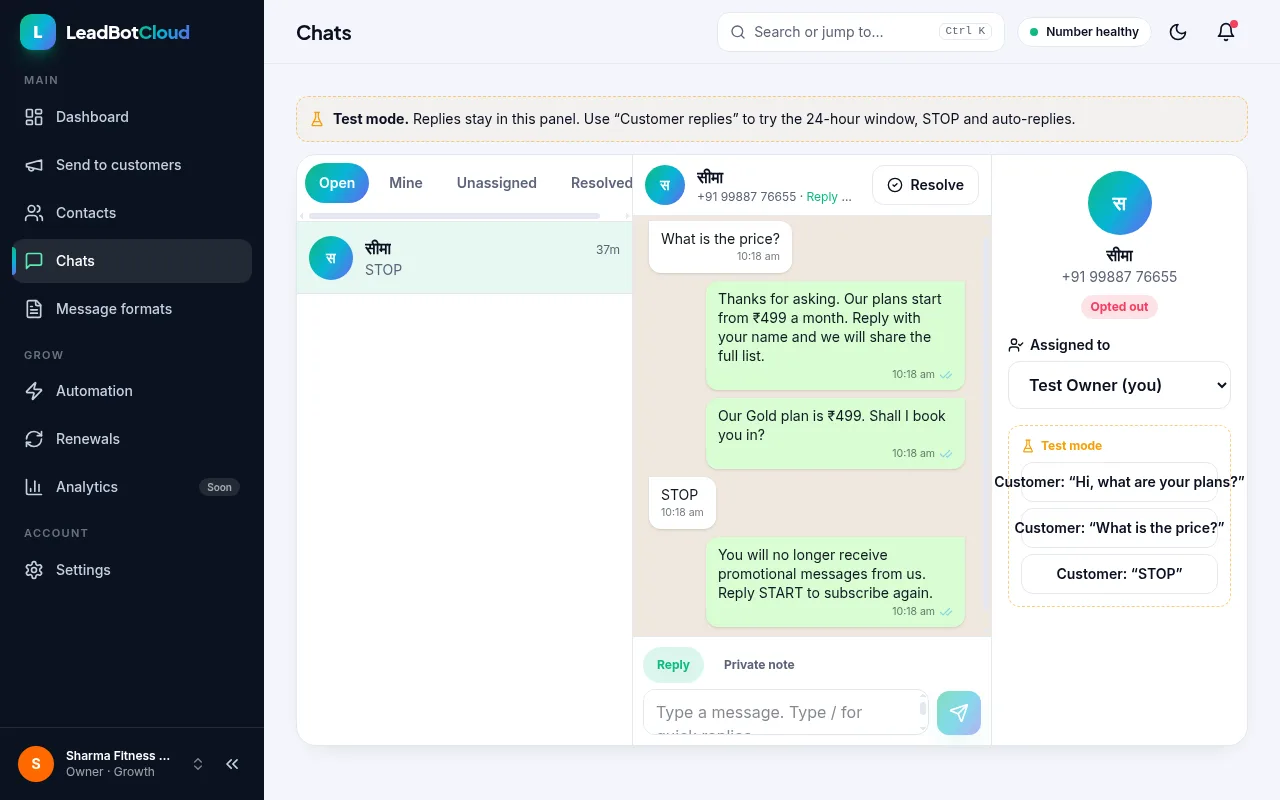 L LeadBotCloud
MAIN
Dashboard
Send to customers
Contacts
Chats
Message formats
GROW
Automation
Renewals
Analytics Soon
ACCOUNT
Settings
S Sharma Fitness ...
Owner · Growth
Chats
Search or jump to... Ctrl K
Number healthy
Test mode. Replies stay in this panel. Use “Customer replies” to try the 24-hour window, STOP and auto-replies.
Open Mine Unassigned Resolved
स सीमा 37m
STOP
स सीमा
+91 99887 76655 · Reply ...
Resolve
What is the price?
10:18 am
Thanks for asking. Our plans start
from ₹499 a month. Reply with
your name and we will share the
full list.
10:18 am
Our Gold plan is ₹499. Shall I book
you in?
10:18 am
STOP
10:18 am
You will no longer receive
promotional messages from us.
Reply START to subscribe again.
10:18 am
Reply Private note
Type a message. Type / for
स
सीमा
+91 99887 76655
Opted out
Assigned to
Test Owner (you)
Test mode
Customer: “Hi, what are your plans?”
Customer: “What is the price?”
Customer: “STOP”